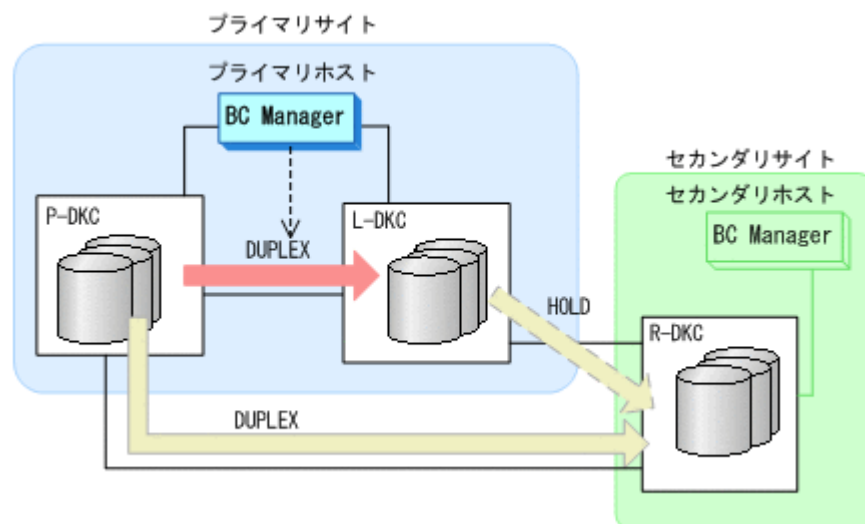 プライマリサイト
プライマリホスト
BC Manager
P-DKC
L-DKC
DUPLEX
HOLD
DUPLEX
セカンダリサイト
セカンダリホスト
BC Manager
R-DKC